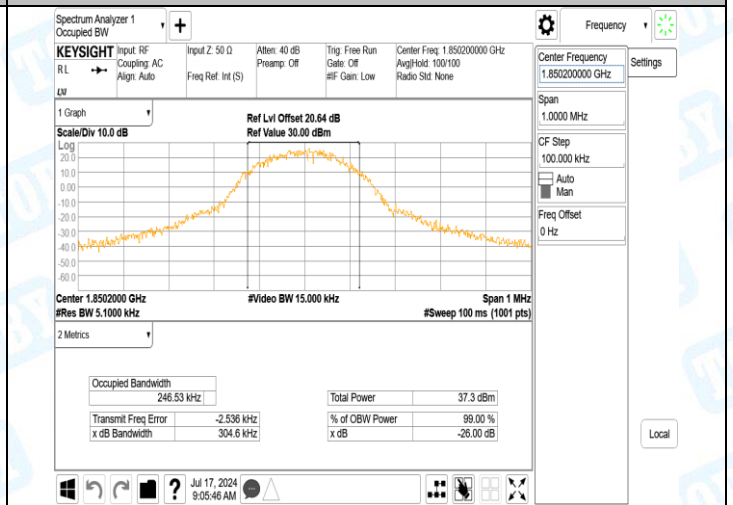 Spectrum Analyzer 1
Occupied BW
+
Frequency
KEYSIGHT
RL
Input: RF
Coupling: AC
Align: Auto
Input Z: 50 Ω
Freq Ref: Int (S)
Atten: 40 dB
Preamp: Off
Trig: Free Run
Gate: Off
#IF Gain: Low
Center Freq: 1.850200000 GHz
Avg|Hold: 100/100
Radio Std: None
Center Frequency
1.850200000 GHz
Settings
Span
1.0000 MHz
CF Step
100.000 kHz
Auto
Man
Freq Offset
0 Hz
1 Graph
Scale/Div 10.0 dB
Ref Lvl Offset 20.64 dB
Ref Value 30.00 dBm
Log
20.0
10.0
0.00
-10.0
-20.0
-30.0
-40.0
-50.0
-60.0
Center 1.8502000 GHz
#Res BW 5.1000 kHz
#Video BW 15.000 kHz
Span 1 MHz
#Sweep 100 ms (1001 pts)
2 Metrics
Occupied Bandwidth
246.53 kHz
Transmit Freq Error -2.536 kHz
x dB Bandwidth 304.6 kHz
Total Power 37.3 dBm
% of OBW Power 99.00 %
x dB -26.00 dB
Local
?
Jul 17, 2024
9:05:46 AM